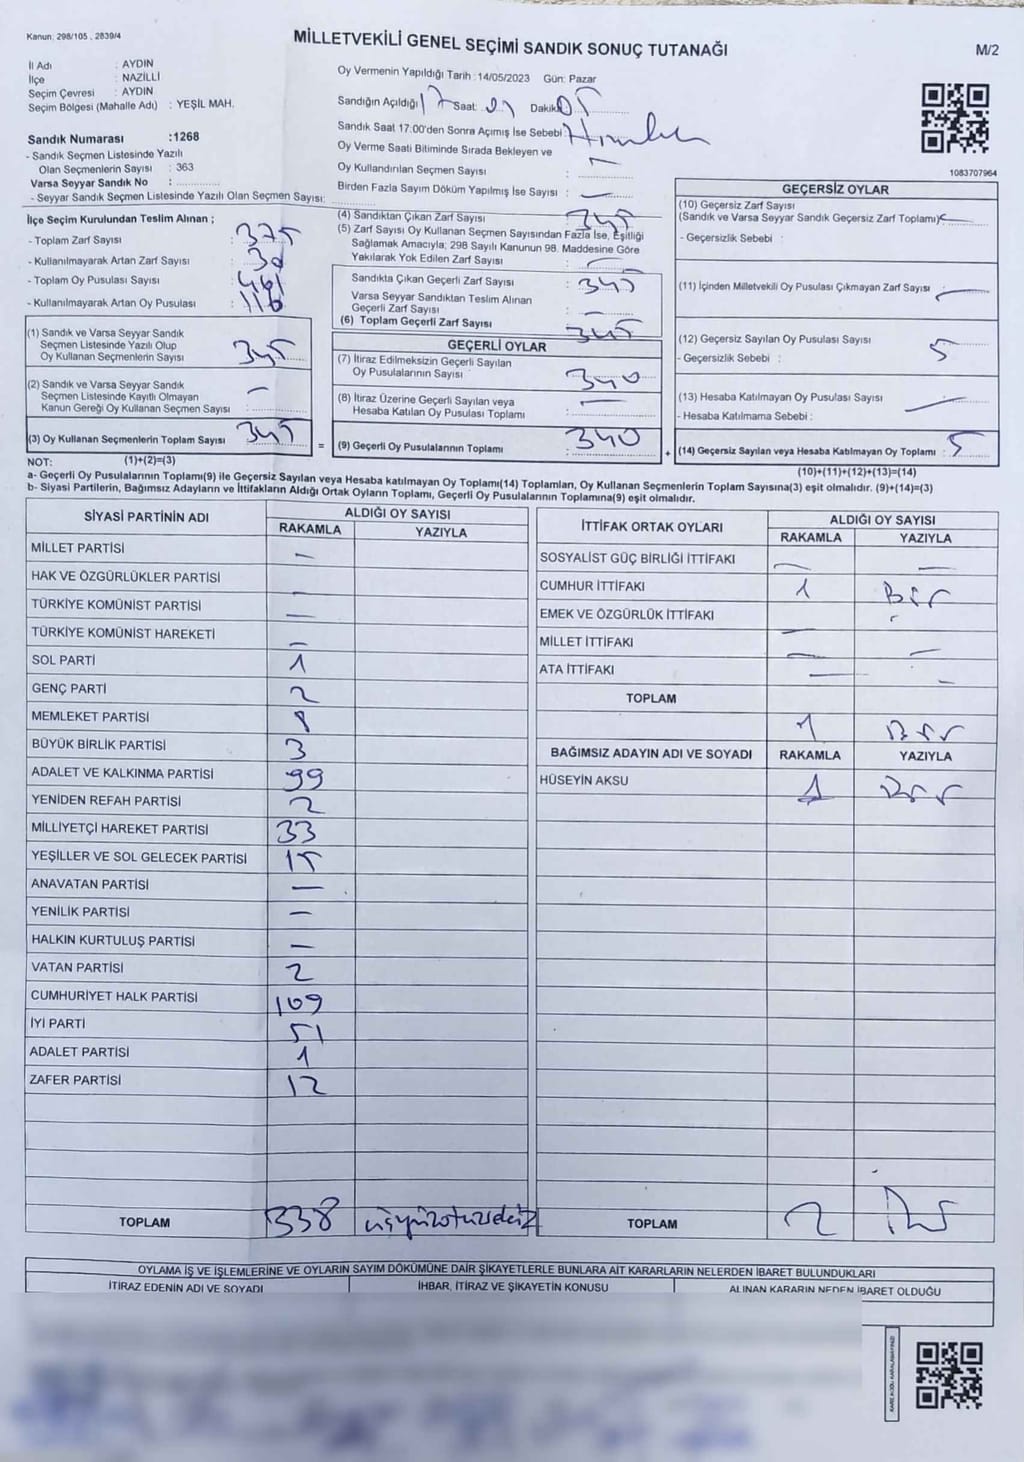 Kanun: 298/105 , 2839/4
MİLLETVEKİLİ GENEL SEÇİMİ SANDIK SONUÇ TUTANAĞI
M/2
İl Adı : AYDIN
İlçe : NAZİLLİ
Seçim Çevresi : AYDIN
Seçim Bölgesi (Mahalle Adı) : YEŞİL MAH.
Sandık Numarası :1268
- Sandık Seçmen Listesinde Yazılı
Olan Seçmenlerin Sayısı : 363
Varsa Seyyar Sandık No :
- Seyyar Sandık Seçmen Listesinde Yazılı Olan Seçmen Sayısı:
Oy Vermenin Yapıldığı Tarih :14/05/2023 Gün: Pazar
Sandığın Açıldığı 17 Saat: Dakika: 05
Sandık Saat 17:00'den Sonra Açımış İse Sebebi:
Oy Verme Saati Bitiminde Sırada Bekleyen ve
Oy Kullandırılan Seçmen Sayısı : –
Birden Fazla Sayım Döküm Yapılmış İse Sayısı : –
1083707964
İlçe Seçim Kurulundan Teslim Alınan ;
- Toplam Zarf Sayısı : 375
- Kullanılmayarak Artan Zarf Sayısı : 30
- Toplam Oy Pusulası Sayısı : 461
- Kullanılmayarak Artan Oy Pusulası : 116
(1) Sandık ve Varsa Seyyar Sandık
Seçmen Listesinde Yazılı Olup
Oy Kullanan Seçmenlerin Sayısı : 345
(2) Sandık ve Varsa Seyyar Sandık
Seçmen Listesinde Kayıtlı Olmayan
Kanun Gereği Oy Kullanan Seçmen Sayısı : –
(3) Oy Kullanan Seçmenlerin Toplam Sayısı : 345
(4) Sandıktan Çıkan Zarf Sayısı : 345
(5) Zarf Sayısı Oy Kullanan Seçmen Sayısından Fazla İse, Eşitliği
Sağlamak Amacıyla; 298 Sayılı Kanunun 98. Maddesine Göre
Yakılarak Yok Edilen Zarf Sayısı : –
Sandıkta Çıkan Geçerli Zarf Sayısı : 345
Varsa Seyyar Sandıktan Teslim Alınan
Geçerli Zarf Sayısı : –
(6) Toplam Geçerli Zarf Sayısı : 345
GEÇERLİ OYLAR
(7) İtiraz Edilmeksizin Geçerli Sayılan
Oy Pusulalarının Sayısı : 340
(8) İtiraz Üzerine Geçerli Sayılan veya
Hesaba Katılan Oy Pusulası Toplamı : –
= (9) Geçerli Oy Pusulalarının Toplamı : 340
GEÇERSİZ OYLAR
(10) Geçersiz Zarf Sayısı
(Sandık ve Varsa Seyyar Sandık Geçersiz Zarf Toplamı): –
- Geçersizlik Sebebi :
(11) İçinden Milletvekili Oy Pusulası Çıkmayan Zarf Sayısı : –
(12) Geçersiz Sayılan Oy Pusulası Sayısı : 5
- Geçersizlik Sebebi :
(13) Hesaba Katılmayan Oy Pusulası Sayısı : –
- Hesaba Katılmama Sebebi :
+ (14) Geçersiz Sayılan veya Hesaba Katılmayan Oy Toplamı : 5
NOT: (1)+(2)=(3)
(10)+(11)+(12)+(13)=(14)
a- Geçerli Oy Pusulalarının Toplamı(9) ile Geçersiz Sayılan veya Hesaba katılmayan Oy Toplamı(14) Toplamları, Oy Kullanan Seçmenlerin Toplam Sayısına(3) eşit olmalıdır. (9)+(14)=(3)
b- Siyasi Partilerin, Bağımsız Adayların ve İttifakların Aldığı Ortak Oyların Toplamı, Geçerli Oy Pusulalarının Toplamına(9) eşit olmalıdır.
SİYASİ PARTİNİN ADI
ALDIĞI OY SAYISI
RAKAMLA YAZIYLA
MİLLET PARTİSİ –
HAK VE ÖZGÜRLÜKLER PARTİSİ –
TÜRKİYE KOMÜNİST PARTİSİ –
TÜRKİYE KOMÜNİST HAREKETİ –
SOL PARTİ 1
GENÇ PARTİ 2
MEMLEKET PARTİSİ 8
BÜYÜK BİRLİK PARTİSİ 3
ADALET VE KALKINMA PARTİSİ 99
YENİDEN REFAH PARTİSİ 2
MİLLİYETÇİ HAREKET PARTİSİ 33
YEŞİLLER VE SOL GELECEK PARTİSİ 15
ANAVATAN PARTİSİ –
YENİLİK PARTİSİ –
HALKIN KURTULUŞ PARTİSİ –
VATAN PARTİSİ 2
CUMHURİYET HALK PARTİSİ 109
İYİ PARTİ 51
ADALET PARTİSİ 1
ZAFER PARTİSİ 12
TOPLAM 338 üçyüzotuzsekiz
İTTİFAK ORTAK OYLARI
ALDIĞI OY SAYISI
RAKAMLA YAZIYLA
SOSYALİST GÜÇ BİRLİĞİ İTTİFAKI – –
CUMHUR İTTİFAKI 1 Bir
EMEK VE ÖZGÜRLÜK İTTİFAKI –
MİLLET İTTİFAKI – –
ATA İTTİFAKI – –
TOPLAM 1 Bir
BAĞIMSIZ ADAYIN ADI VE SOYADI RAKAMLA YAZIYLA
HÜSEYİN AKSU 1 Bir
TOPLAM 2
OYLAMA İŞ VE İŞLEMLERİNE VE OYLARIN SAYIM DÖKÜMÜNE DAİR ŞİKAYETLERLE BUNLARA AİT KARARLARIN NELERDEN İBARET BULUNDUKLARI
İTİRAZ EDENİN ADI VE SOYADI İHBAR, İTİRAZ VE ŞİKAYETİN KONUSU ALINAN KARARIN NEDEN İBARET OLDUĞU
KAREKODU KARALAMAYINIZ!